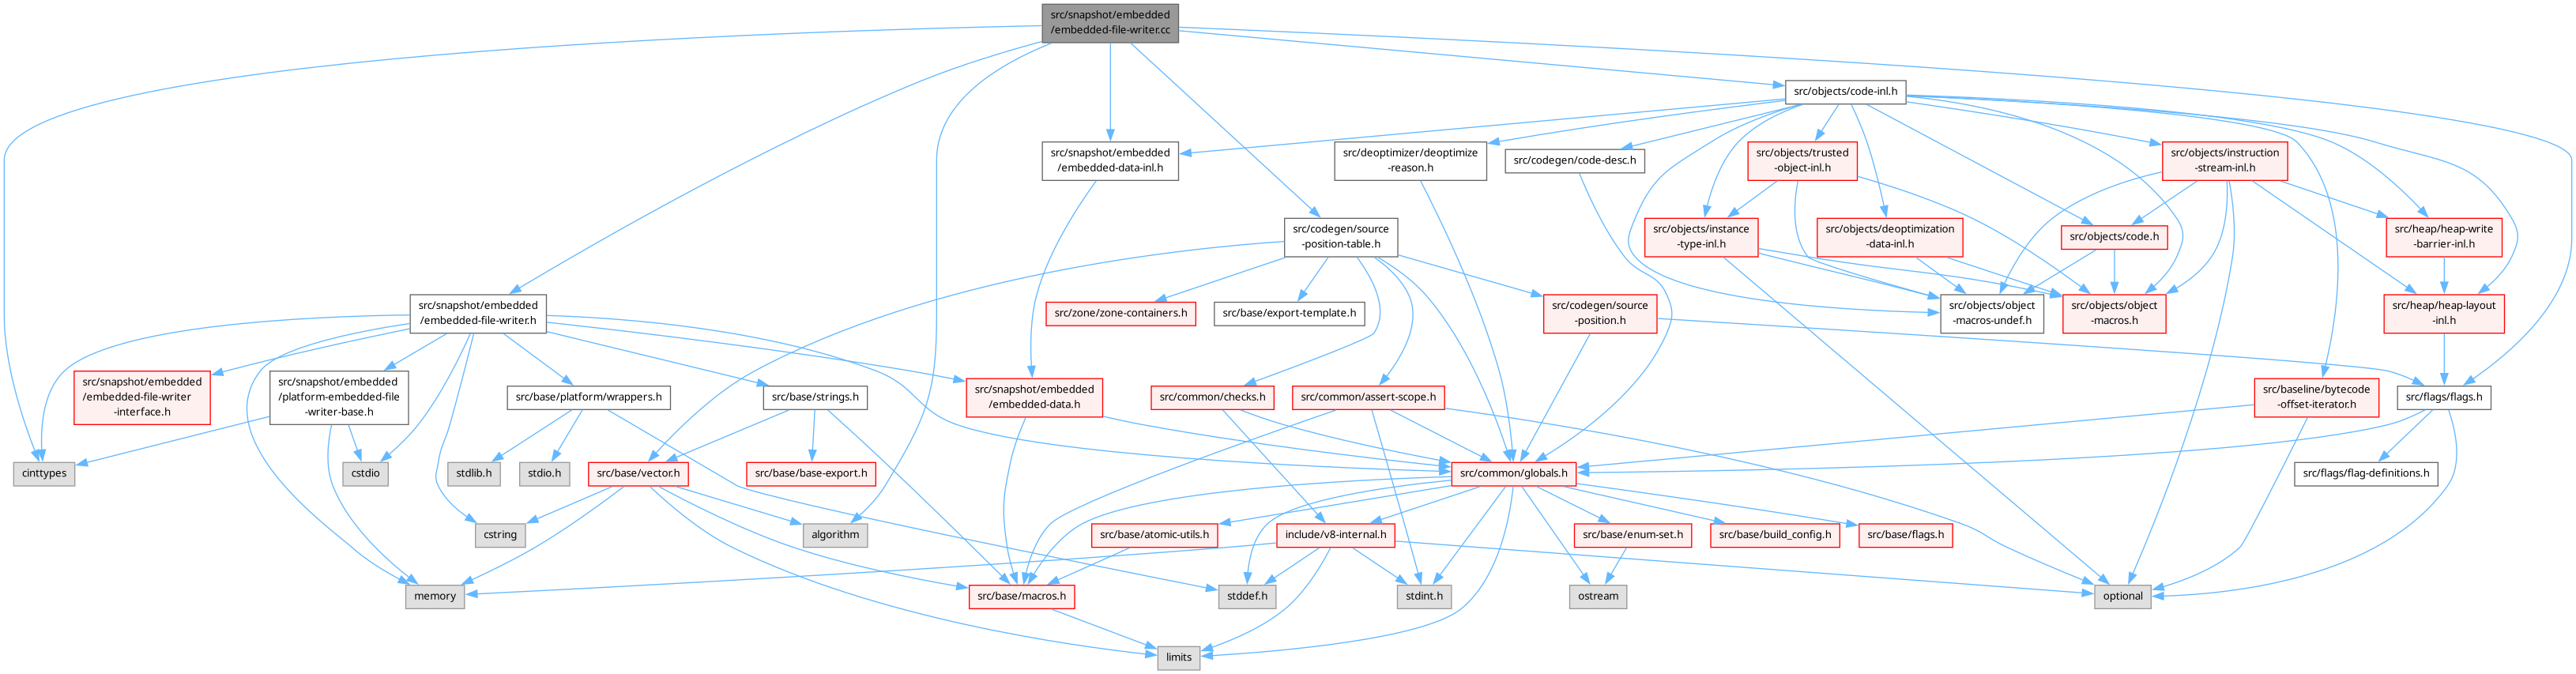 src/snapshot/embedded
/embedded-file-writer.cc
src/objects/code-inl.h
src/snapshot/embedded
/embedded-data-inl.h
src/deoptimizer/deoptimize
-reason.h
src/codegen/code-desc.h
src/objects/trusted
-object-inl.h
src/objects/instruction
-stream-inl.h
src/codegen/source
-position-table.h
src/objects/instance
-type-inl.h
src/objects/deoptimization
-data-inl.h
src/objects/code.h
src/heap/heap-write
-barrier-inl.h
src/snapshot/embedded
/embedded-file-writer.h
src/zone/zone-containers.h
src/base/export-template.h
src/codegen/source
-position.h
src/objects/object
-macros-undef.h
src/objects/object
-macros.h
src/heap/heap-layout
-inl.h
src/snapshot/embedded
/embedded-file-writer
-interface.h
src/snapshot/embedded
/platform-embedded-file
-writer-base.h
src/base/platform/wrappers.h
src/base/strings.h
src/snapshot/embedded
/embedded-data.h
src/common/checks.h
src/common/assert-scope.h
src/baseline/bytecode
-offset-iterator.h
src/flags/flags.h
cinttypes
cstdio
stdlib.h
stdio.h
src/base/vector.h
src/base/base-export.h
src/common/globals.h
src/flags/flag-definitions.h
cstring
algorithm
src/base/atomic-utils.h
include/v8-internal.h
src/base/enum-set.h
src/base/build_config.h
src/base/flags.h
memory
src/base/macros.h
stddef.h
stdint.h
ostream
optional
limits